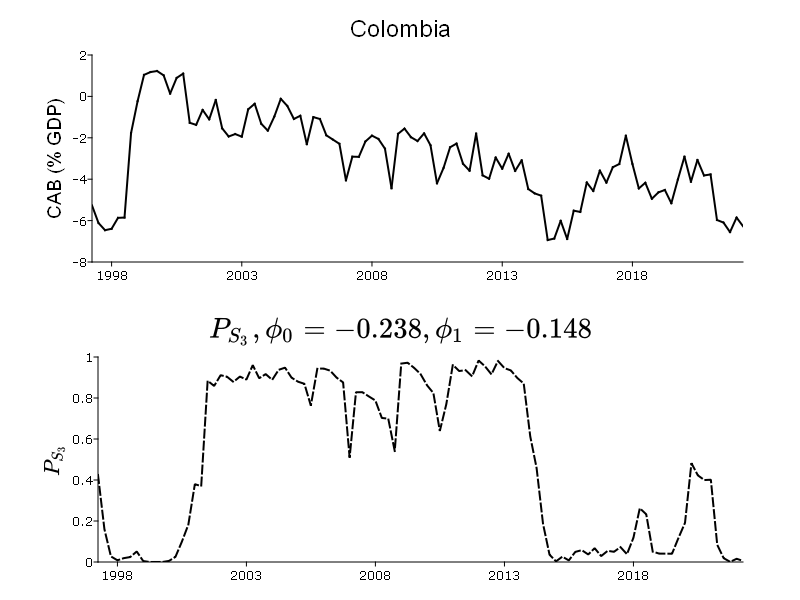 Colombia
CAB (% GDP)
2
0
−2
−4
−6
−8
1998 2003 2008 2013 2018
P_{S_3}, ϕ_0 = −0.238, ϕ_1 = −0.148
P_{S_3}
1
0.8
0.6
0.4
0.2
0
1998 2003 2008 2013 2018